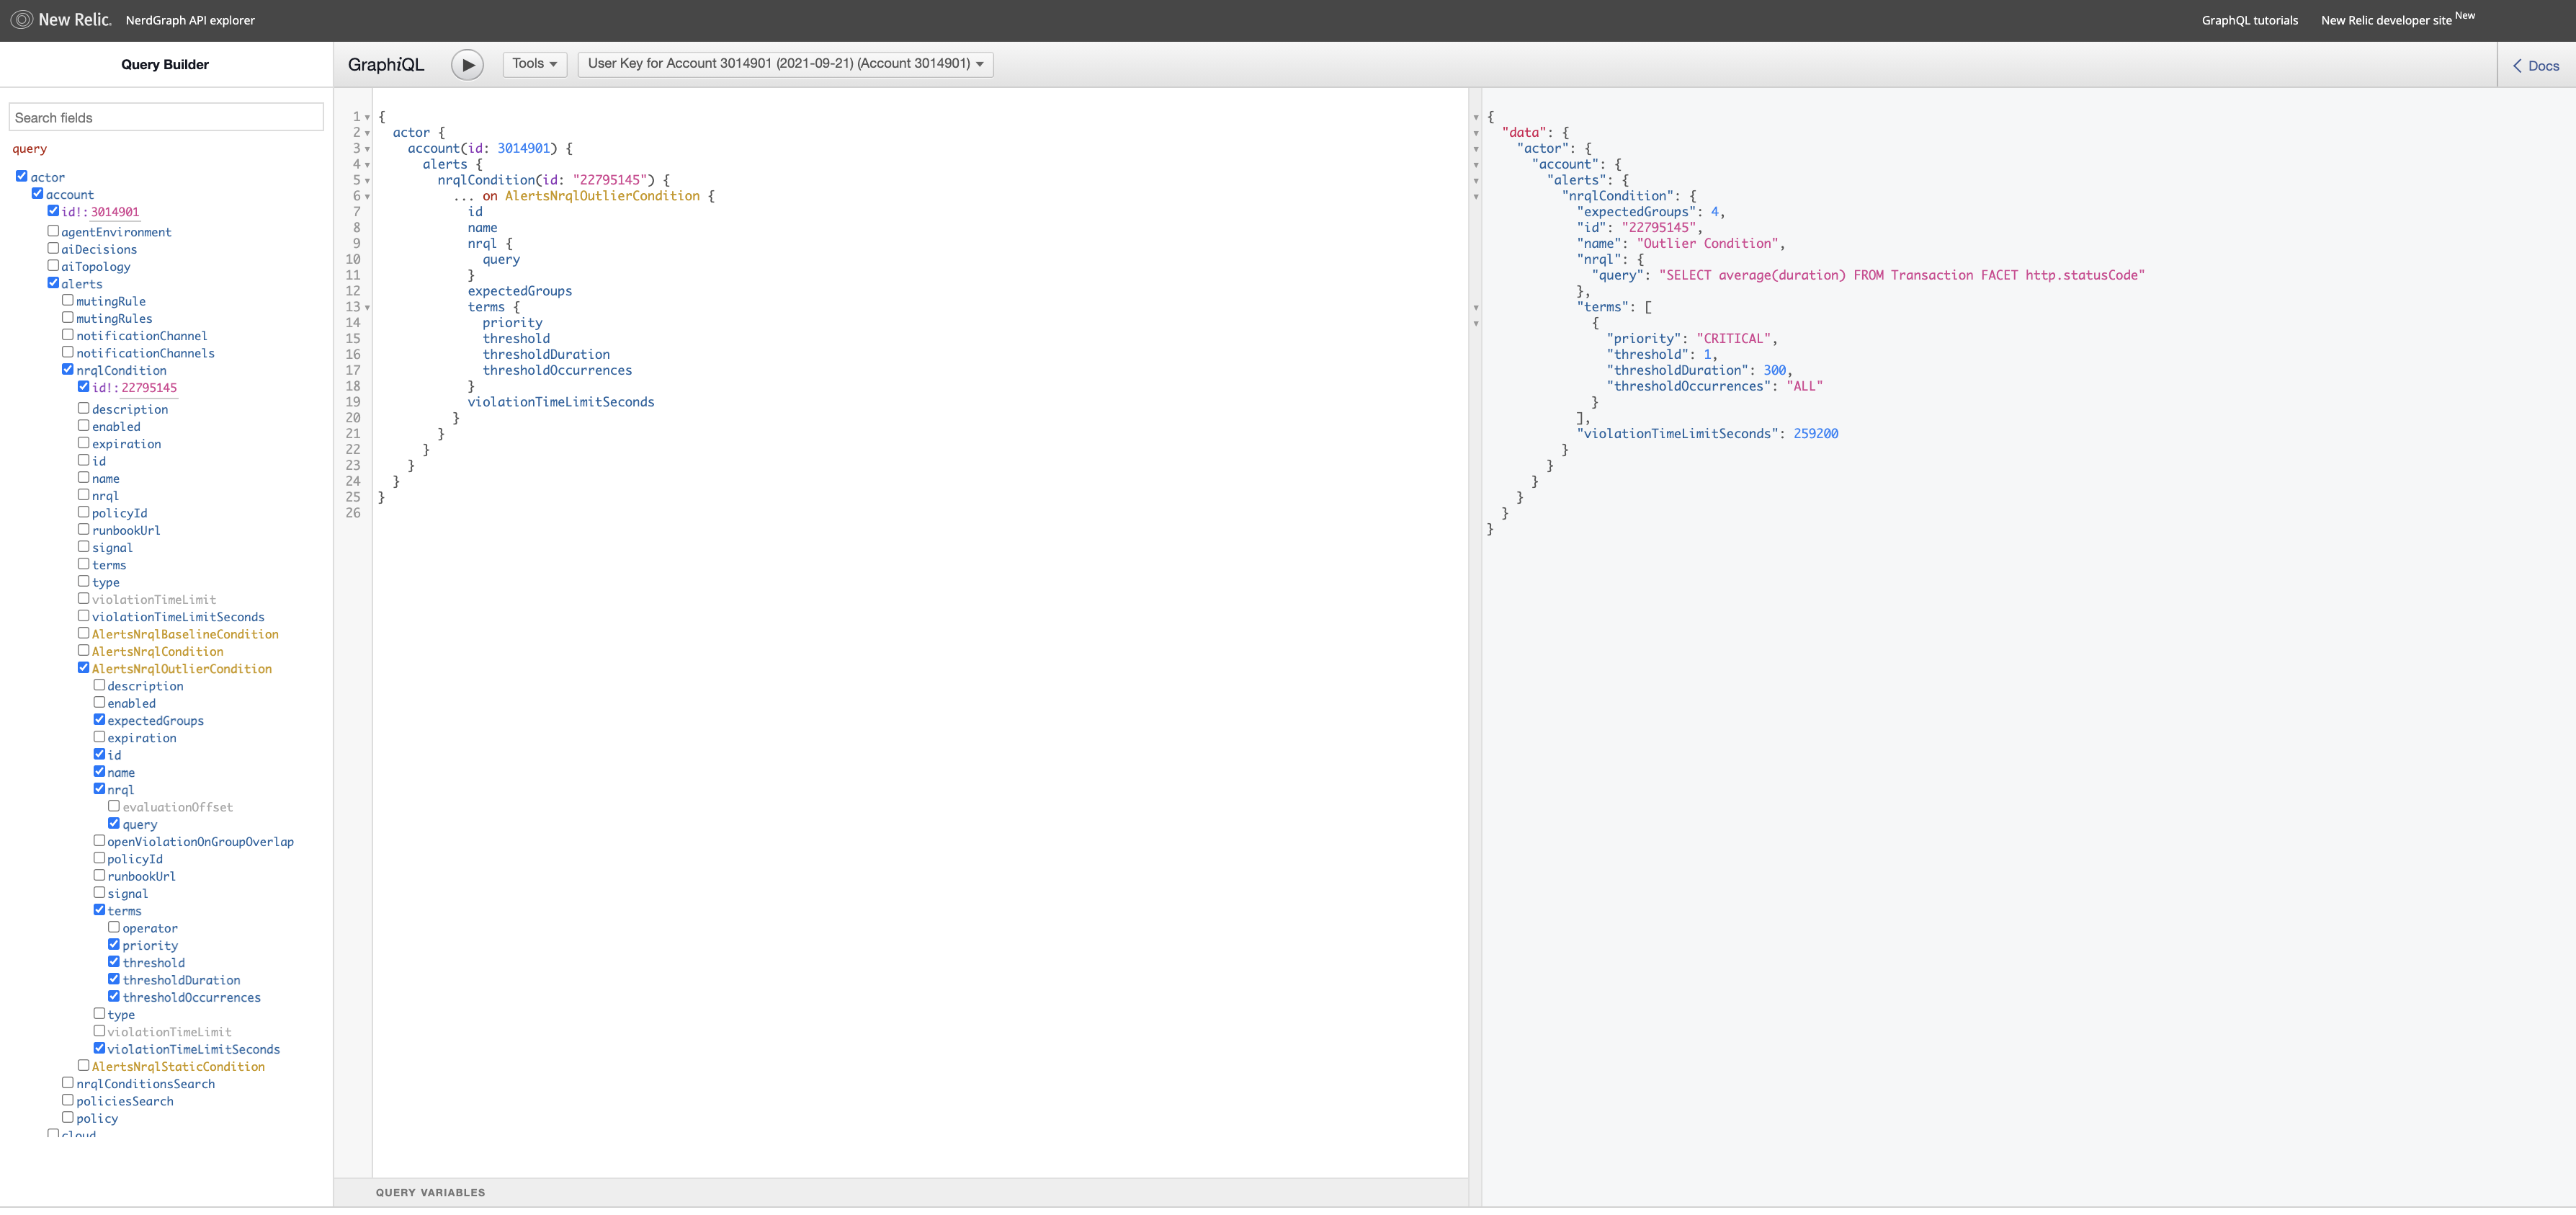 New Relic. NerdGraph API explorer
GraphQL tutorials New Relic developer site New
Query Builder
GraphiQL Tools User Key for Account 3014901 (2021-09-21) (Account 3014901) Docs
Search fields
query
actor
account
id!: 3014901
agentEnvironment
aiDecisions
aiTopology
alerts
mutingRule
mutingRules
notificationChannel
notificationChannels
nrqlCondition
id!: 22795145
description
enabled
expiration
id
name
nrql
policyId
runbookUrl
signal
terms
type
violationTimeLimit
violationTimeLimitSeconds
AlertsNrqlBaselineCondition
AlertsNrqlCondition
AlertsNrqlOutlierCondition
description
enabled
expectedGroups
expiration
id
name
nrql
evaluationOffset
query
openViolationOnGroupOverlap
policyId
runbookUrl
signal
terms
operator
priority
threshold
thresholdDuration
thresholdOccurrences
type
violationTimeLimit
violationTimeLimitSeconds
AlertsNrqlStaticCondition
nrqlConditionsSearch
policiesSearch
policy
cloud
1 {
2 actor {
3 account(id: 3014901) {
4 alerts {
5 nrqlCondition(id: "22795145") {
6 ... on AlertsNrqlOutlierCondition {
7 id
8 name
9 nrql {
10 query
11 }
12 expectedGroups
13 terms {
14 priority
15 threshold
16 thresholdDuration
17 thresholdOccurrences
18 }
19 violationTimeLimitSeconds
20 }
21 }
22 }
23 }
24 }
25 }
26
QUERY VARIABLES
{
"data": {
"actor": {
"account": {
"alerts": {
"nrqlCondition": {
"expectedGroups": 4,
"id": "22795145",
"name": "Outlier Condition",
"nrql": {
"query": "SELECT average(duration) FROM Transaction FACET http.statusCode"
},
"terms": [
{
"priority": "CRITICAL",
"threshold": 1,
"thresholdDuration": 300,
"thresholdOccurrences": "ALL"
}
],
"violationTimeLimitSeconds": 259200
}
}
}
}
}
}